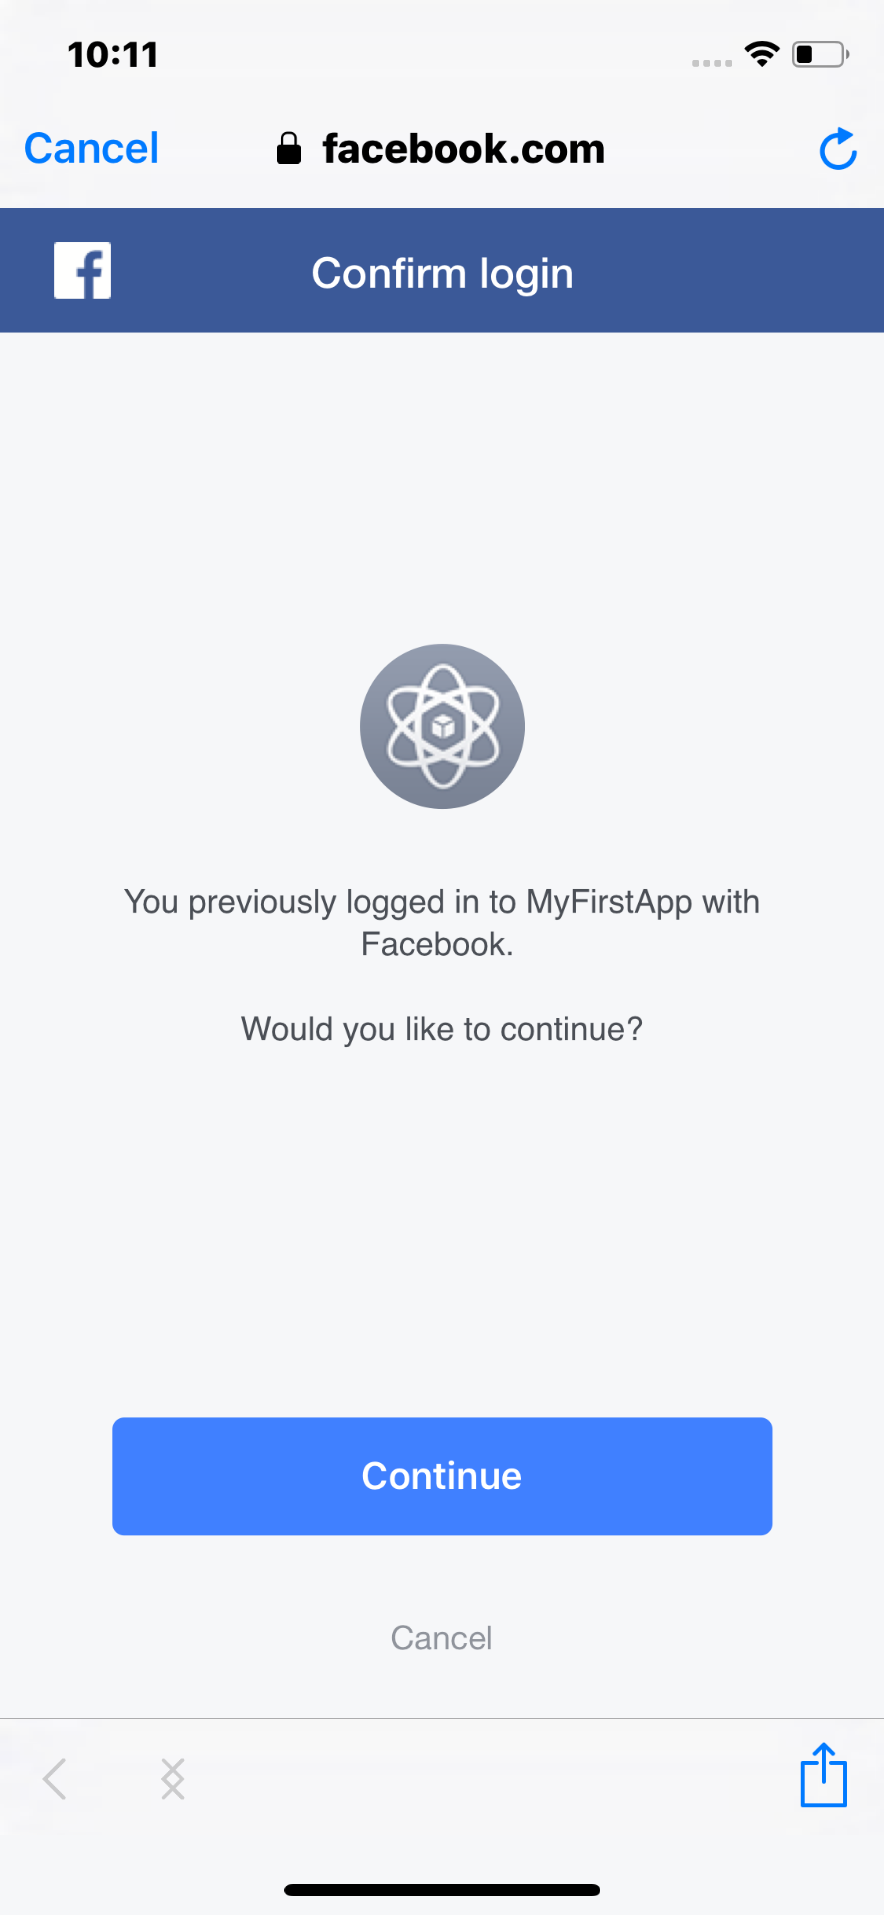 10:11
Cancel
facebook.com
Confirm login
You previously logged in to MyFirstApp with
Facebook.
Would you like to continue?
Continue
Cancel